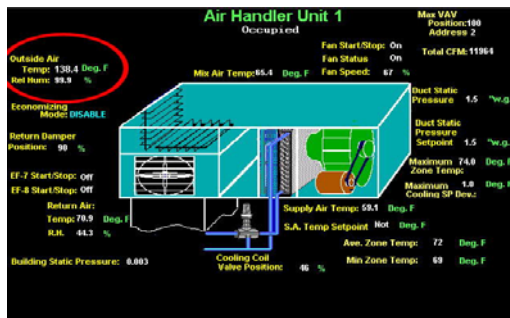 Air Handler Unit 1
Occupied
Max VAV
Position:100
Address 2
Fan Start/Stop: On
Fan Status On
Fan Speed: 67 %
Total CFM: 11964
Outside Air
Temp: 138.4 Deg. F
Rel Hum: 99.9 %
Mix Air Temp: 65.4 Deg. F
Economizing
Mode: DISABLE
Return Damper
Position: 90 %
EF-7 Start/Stop: Off
EF-8 Start/Stop: Off
Return Air:
Temp: 70.9 Deg. F
R.H. 44.3 %
Building Static Pressure: 0.003
Duct Static
Pressure 1.5 "w.g.
Duct Static
Pressure
Setpoint 1.5 "w.g.
Maximum 74.0 Deg. F
Zone Temp:
Maximum 1.0 Deg. F
Cooling SP Dev.:
Supply Air Temp: 59.1 Deg. F
S.A. Temp Setpoint Not Deg. F
Ave. Zone Temp: 72 Deg. F
Min Zone Temp: 69 Deg. F
Cooling Coil
Valve Position: 46 %